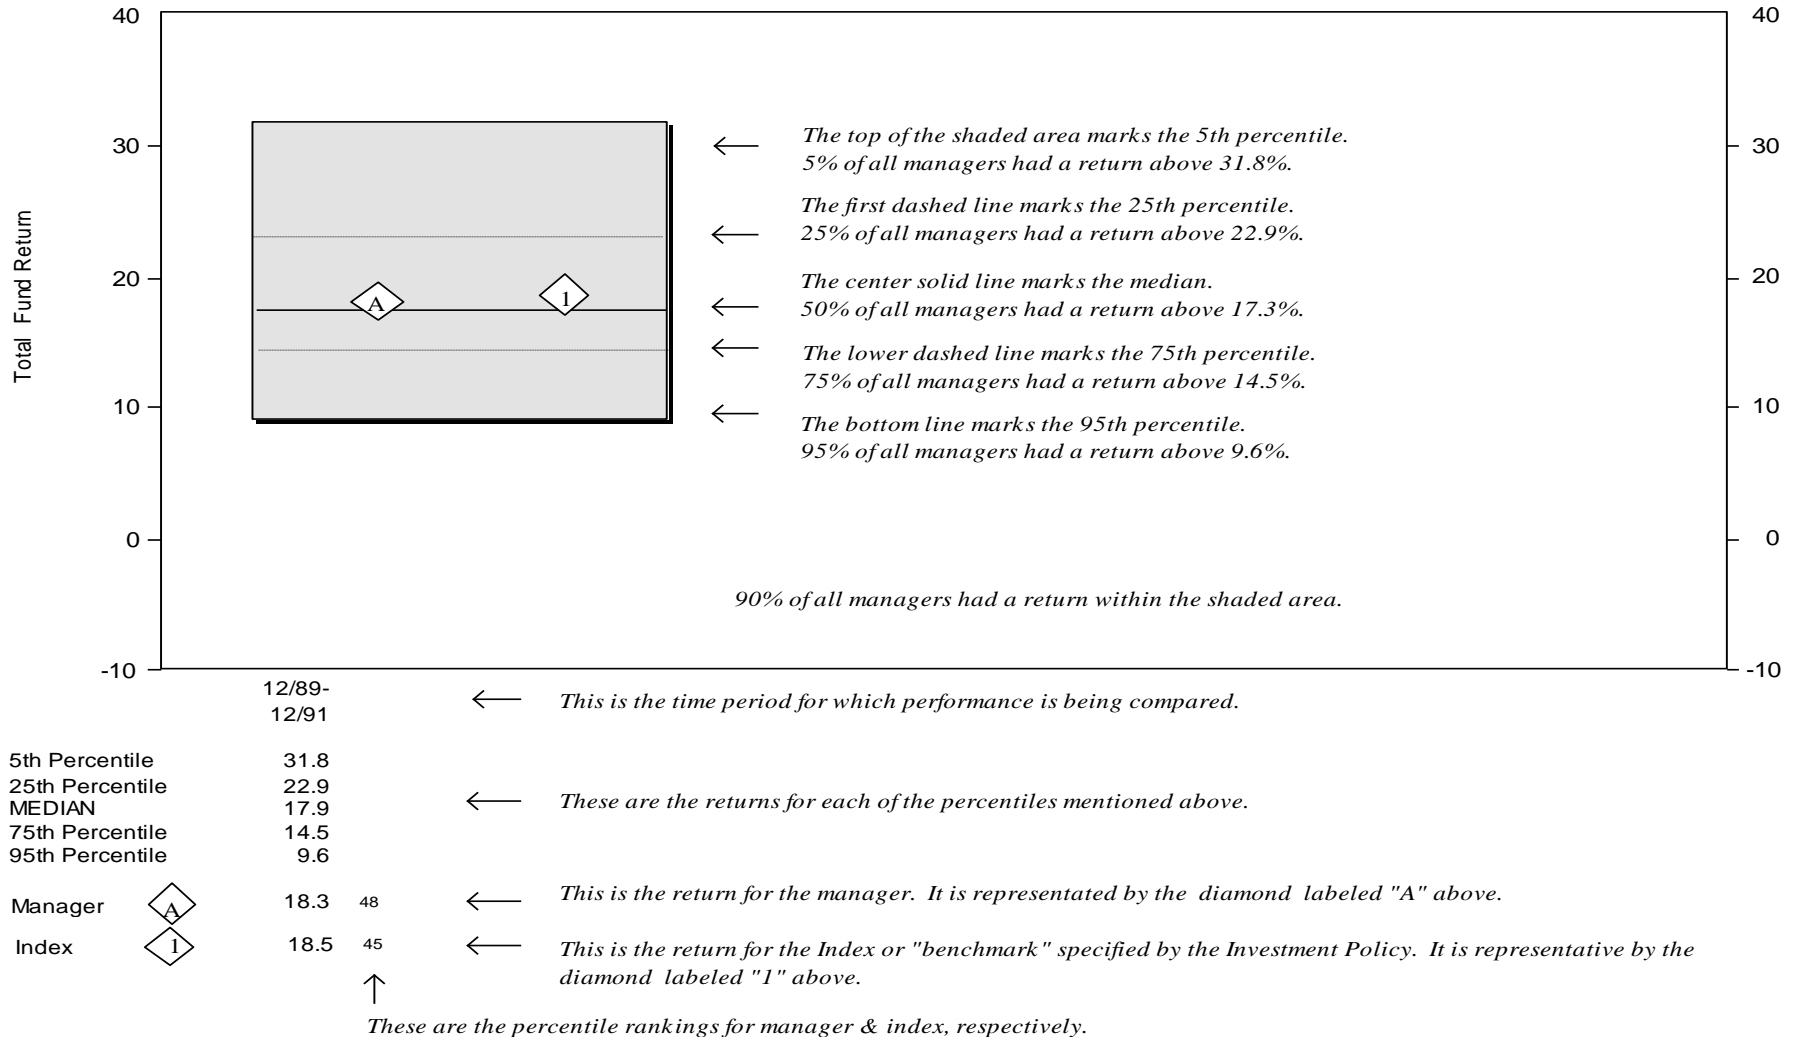 40
40
The top of the shaded area marks the 5th percentile.
30
30
5% of all managers had a return above 31.8%.
The first dashed line marks the 25th percentile.
25% of all managers had a return above 22.9%.
Total Fund Return
20
20
The center solid line marks the median.
A
1
50% of all managers had a return above 17.3%.
The lower dashed line marks the 75th percentile.
75% of all managers had a return above 14.5%.
10
10
The bottom line marks the 95th percentile.
95% of all managers had a return above 9.6%.
0
0
90% of all managers had a return within the shaded area.
-10
-10
12/89-
12/91
This is the time period for which performance is being compared.
5th Percentile 31.8
25th Percentile 22.9
MEDIAN 17.9
These are the returns for each of the percentiles mentioned above.
75th Percentile 14.5
95th Percentile 9.6
Manager A 18.3 48
This is the return for the manager. It is representated by the diamond labeled "A" above.
Index 1 18.5 45
This is the return for the Index or "benchmark" specified by the Investment Policy. It is representative by the
diamond labeled "1" above.
These are the percentile rankings for manager & index, respectively.